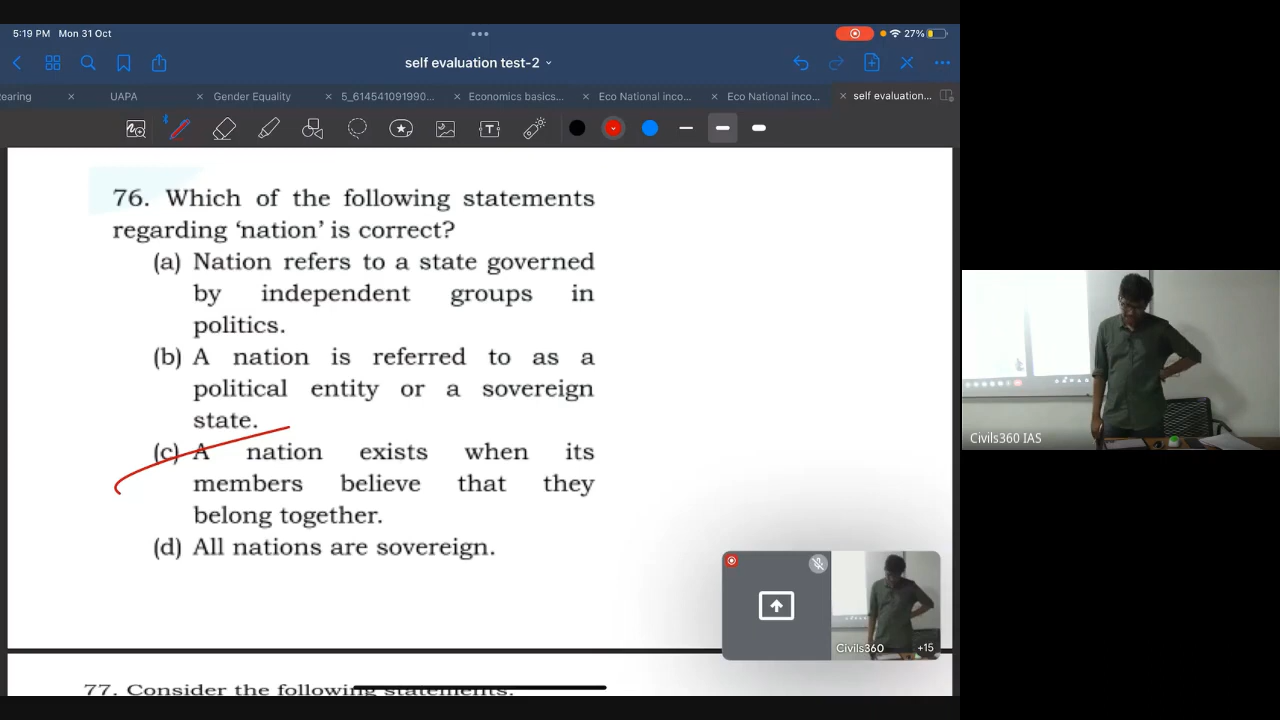 5:19 PM Mon 31 Oct
27%
self evaluation test-2
earing
UAPA
Gender Equality
5_614541091990...
Economics basics...
Eco National inco...
Eco National inco...
self evaluation...
76. Which of the following statements
regarding ‘nation’ is correct?
(a) Nation refers to a state governed
by independent groups in
politics.
(b) A nation is referred to as a
political entity or a sovereign
state.
(c) A nation exists when its
members believe that they
belong together.
(d) All nations are sovereign.
77. Consider the following statements.
Civils360
+15
Civils360 IAS